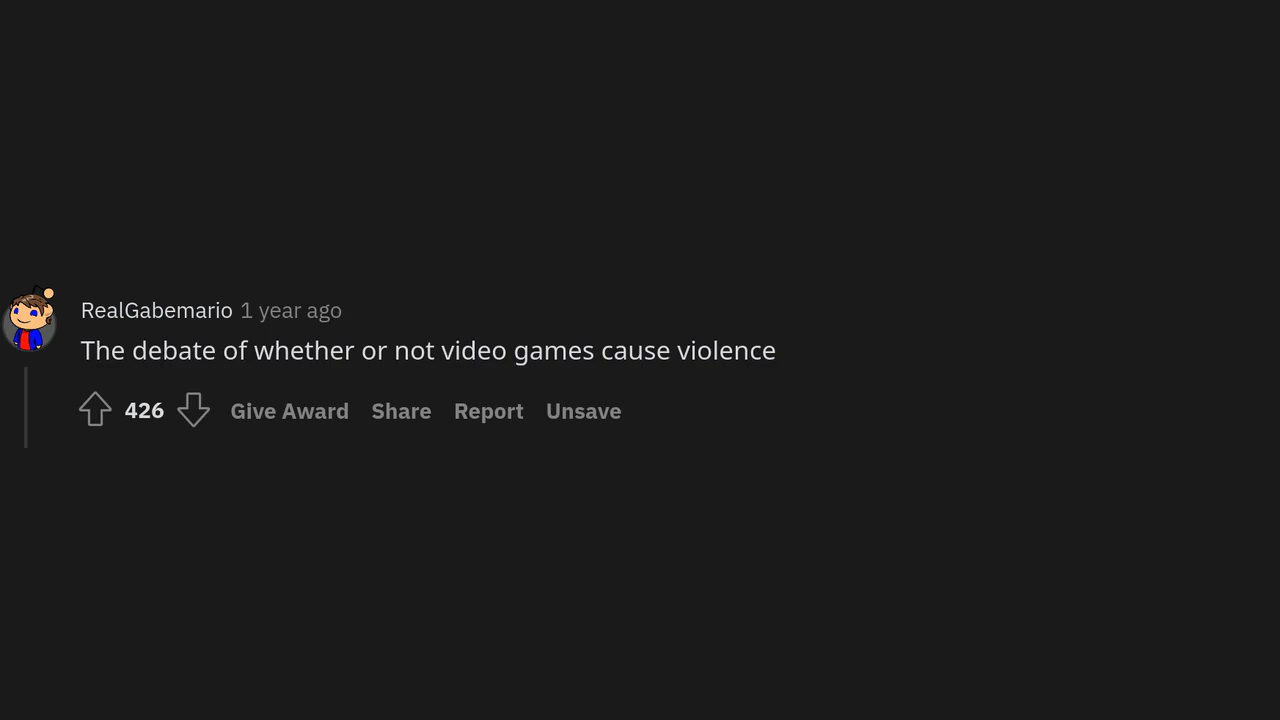 RealGabemario 1 year ago
The debate of whether or not video games cause violence
426 Give Award Share Report Unsave